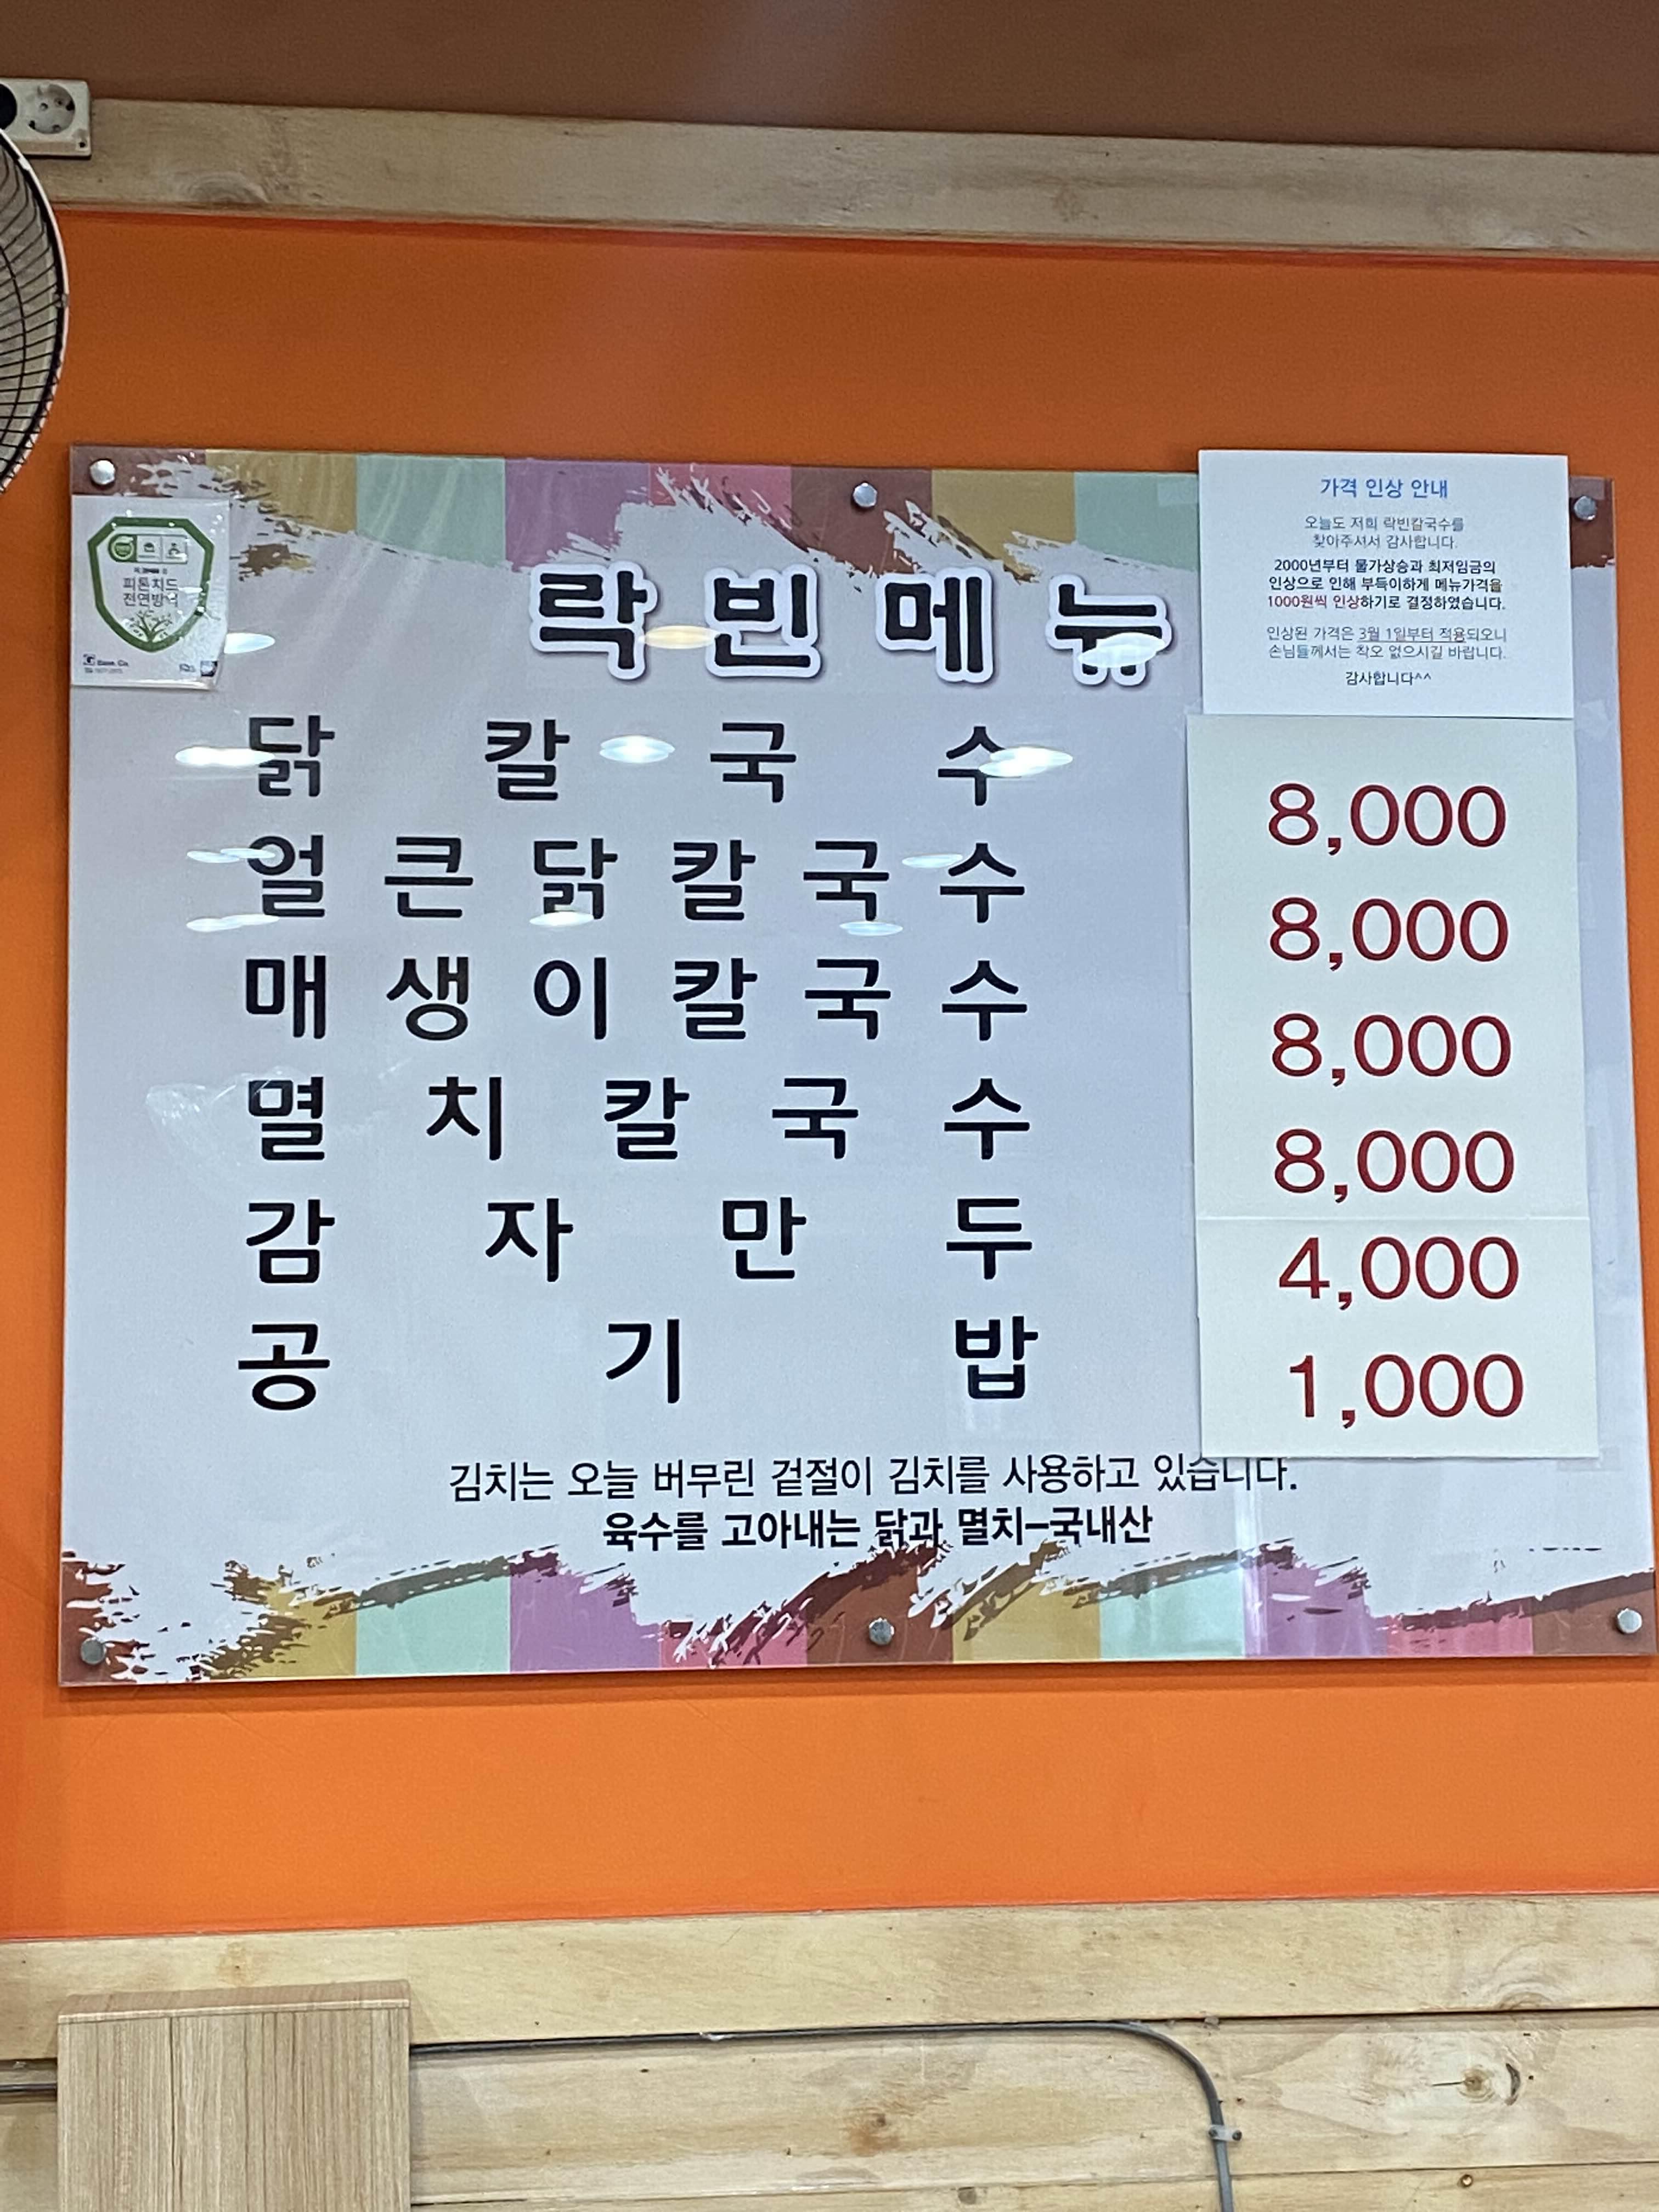 피톤치드
천연방역
락빈메뉴
닭칼국수 8,000
얼큰닭칼국수 8,000
매생이칼국수 8,000
멸치칼국수 8,000
감자만두 4,000
공기밥 1,000
김치는 오늘 버무린 겉절이 김치를 사용하고 있습니다.
육수를 고아내는 닭과 멸치-국내산
가격 인상 안내
오늘도 저희 락빈칼국수를
찾아주셔서 감사합니다.
2000년부터 물가상승과 최저임금의
인상으로 인해 부득이하게 메뉴가격을
1000원씩 인상하기로 결정하였습니다.
인상된 가격은 3월 1일부터 적용되오니
손님들께서는 착오 없으시길 바랍니다.
감사합니다^^